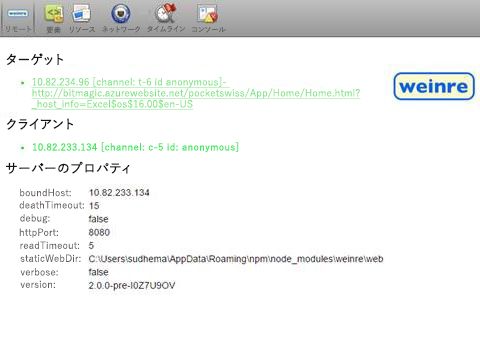 weinre
リモート 要素 リソース ネットワーク タイムライン コンソール
ターゲット
10.82.234.96 [channel: t-6 id anonymous]-
http://bitmagic.azurewebsite.net/pocketswiss/App/Home/Home.html?
_host_info=Excel$os$16.00$en-US
weinre
クライアント
10.82.233.134 [channel: c-5 id: anonymous]
サーバーのプロパティ
boundHost: 10.82.233.134
deathTimeout: 15
debug: false
httpPort: 8080
readTimeout: 5
staticWebDir: C:\Users\sudhema\AppData\Roaming\npm\node_modules\weinre\web
verbose: false
version: 2.0.0-pre-I0Z7U9OV